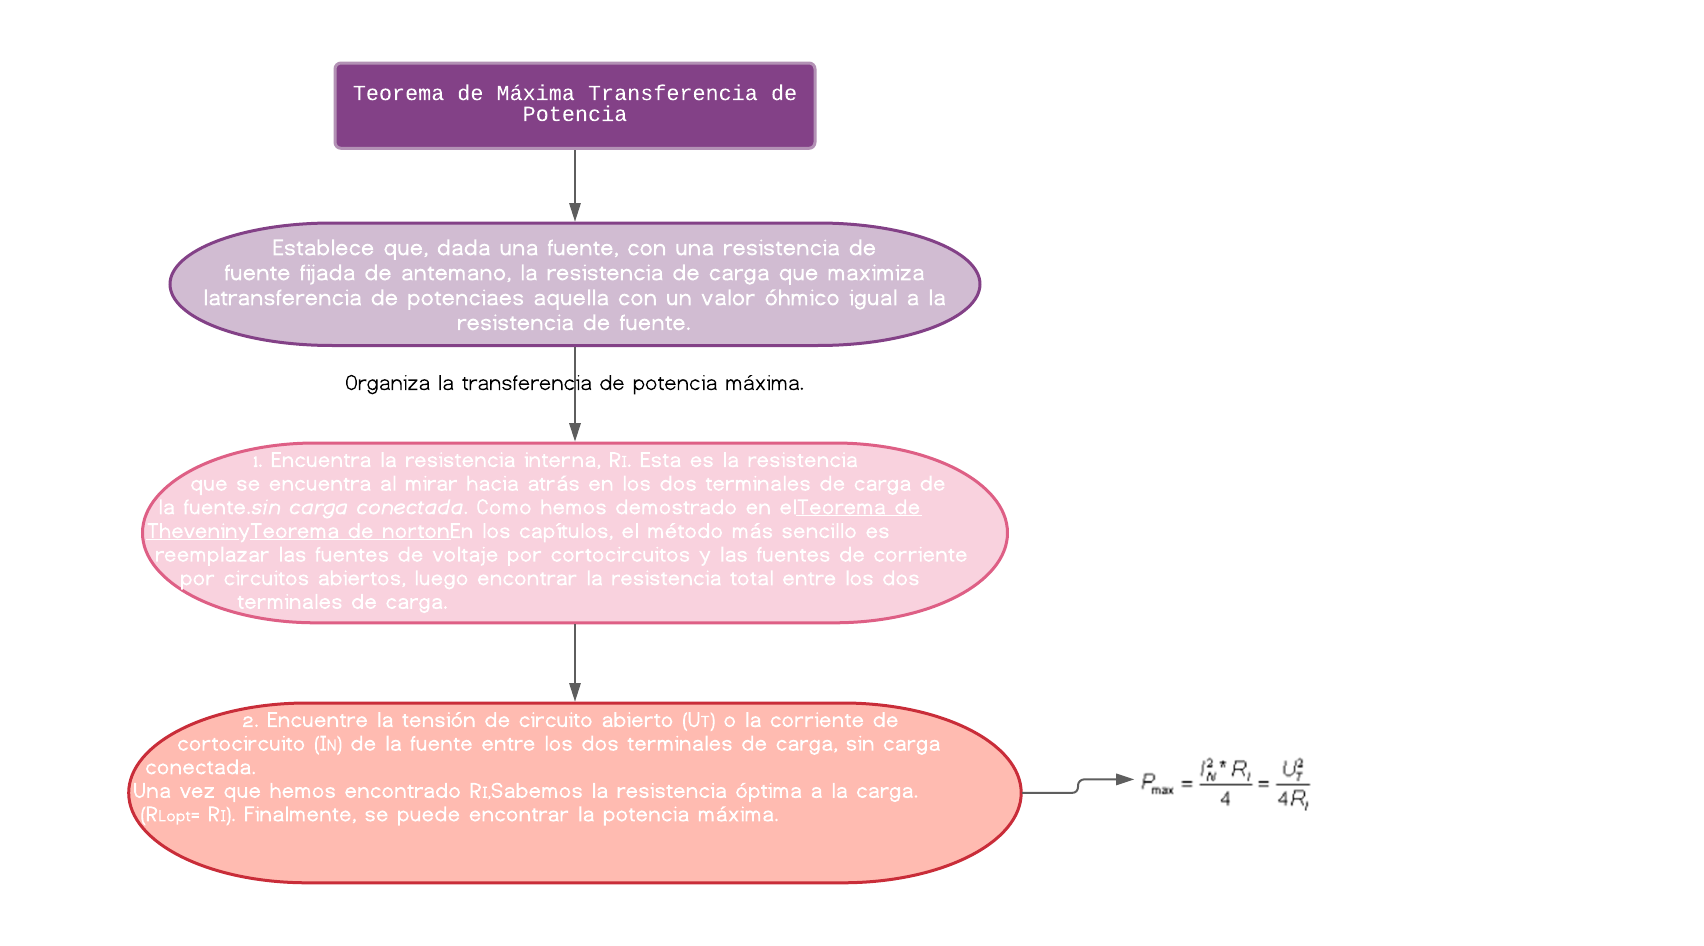 Teorema de Máxima Transferencia de
Potencia
Establece que, dada una fuente, con una resistencia de
fuente fijada de antemano, la resistencia de carga que maximiza
latransferencia de potenciaes aquella con un valor óhmico igual a la
resistencia de fuente.
Organiza la transferencia de potencia máxima.
1. Encuentra la resistencia interna, RI. Esta es la resistencia
que se encuentra al mirar hacia atrás en los dos terminales de carga de
la fuente.sin carga conectada. Como hemos demostrado en elTeorema de
TheveninyTeorema de nortonEn los capítulos, el método más sencillo es
reemplazar las fuentes de voltaje por cortocircuitos y las fuentes de corriente
por circuitos abiertos, luego encontrar la resistencia total entre los dos
terminales de carga.
2. Encuentre la tensión de circuito abierto (UT) o la corriente de
cortocircuito (IN) de la fuente entre los dos terminales de carga, sin carga
conectada.
Una vez que hemos encontrado RI,Sabemos la resistencia óptima a la carga.
(RLopt= RI). Finalmente, se puede encontrar la potencia máxima.
P_max = I_N^2 * R_I / 4 = U_T^2 / 4R_I